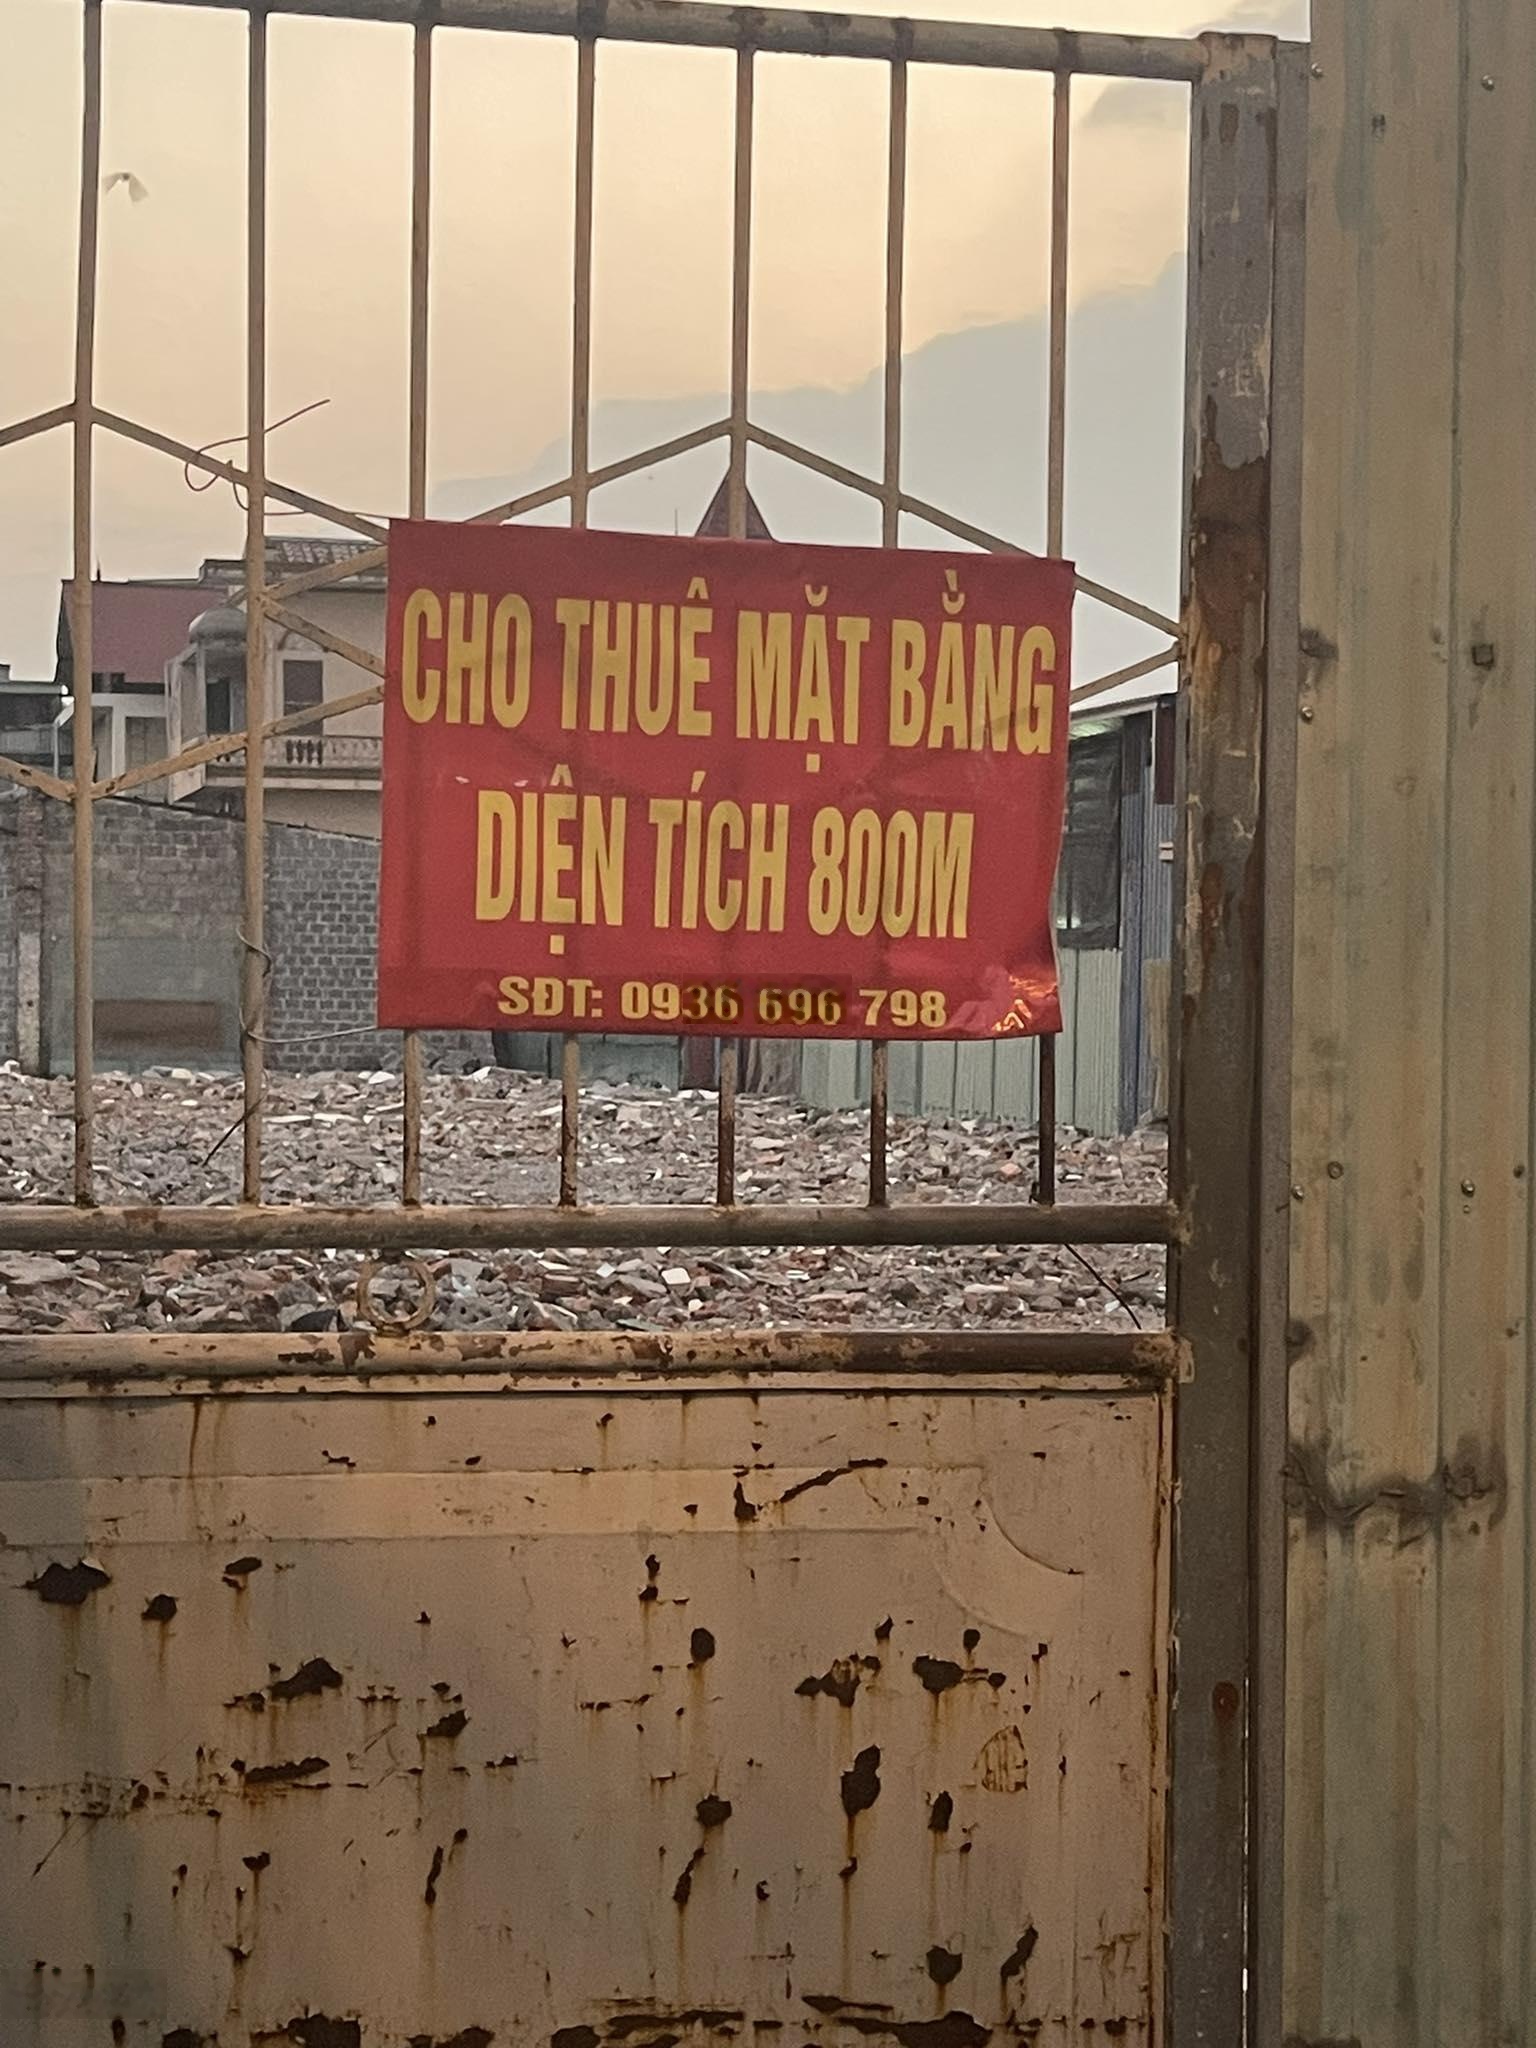 CHO THUÊ MẶT BẰNG
DIỆN TÍCH 800M
SĐT: 0936 696 798